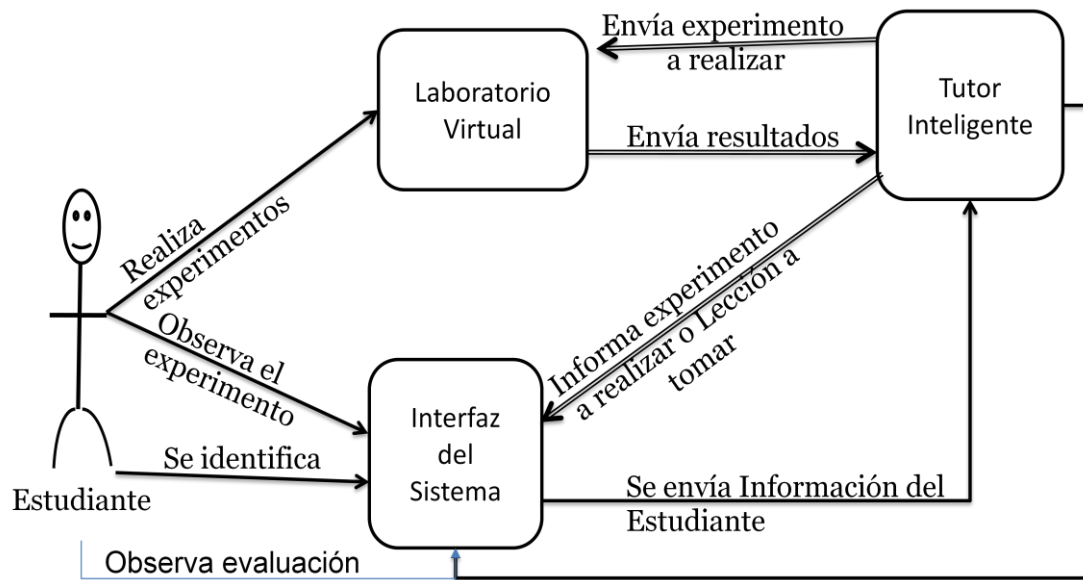 Envía experimento
a realizar
Laboratorio
Virtual
Tutor
Inteligente
Envía resultados
Realiza
experimentos
Observa el
experimento
Informa experimento
a realizar o Lección a
tomar
Interfaz
del
Sistema
Se identifica
Estudiante
Se envía Información del
Estudiante
Observa evaluación